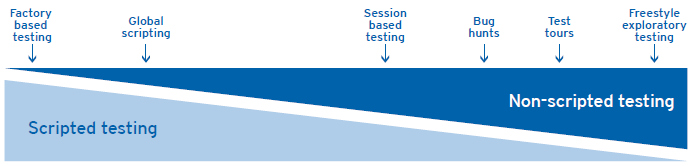 Factory
based
testing
Global
scripting
Session
based
testing
Bug
hunts
Test
tours
Freestyle
exploratory
testing
Non-scripted testing
Scripted testing